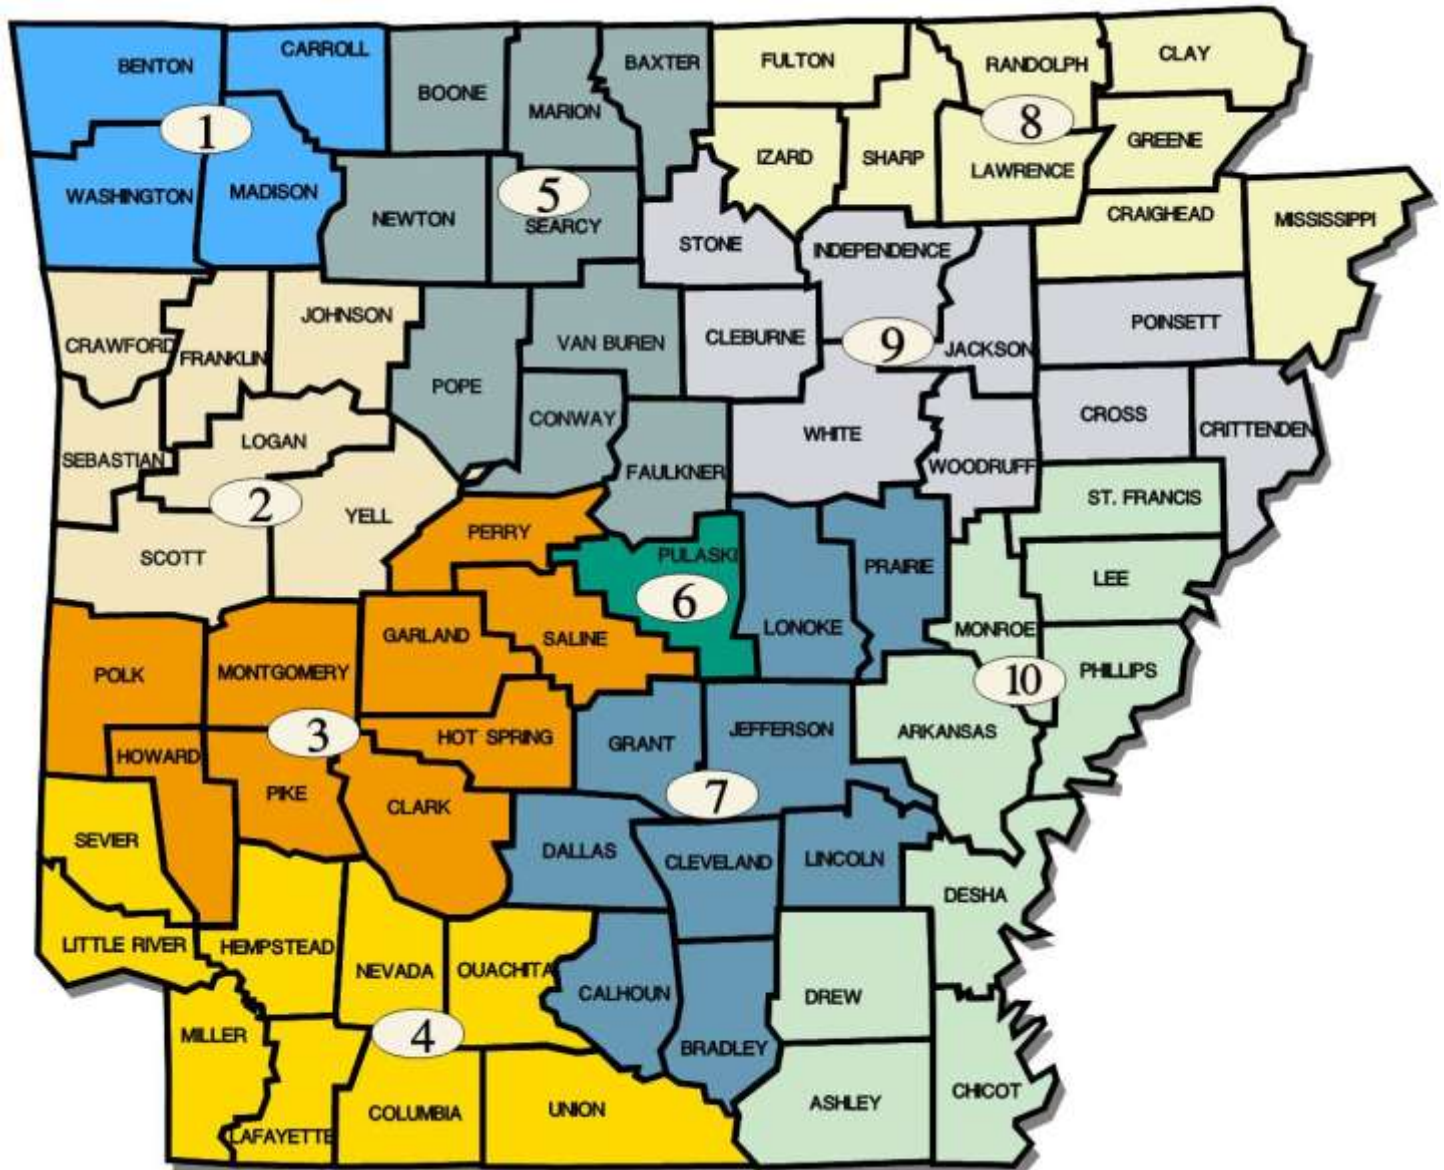 BENTON
CARROLL
BOONE
MARION
BAXTER
FULTON
RANDOLPH
CLAY
1
8
GREENE
IZARD
SHARP
LAWRENCE
WASHINGTON
MADISON
NEWTON
5
SEARCY
STONE
INDEPENDENCE
CRAIGHEAD
MISSISSIPPI
CRAWFORD
FRANKLIN
JOHNSON
POPE
VAN BUREN
CLEBURNE
9
JACKSON
POINSETT
SEBASTIAN
LOGAN
CONWAY
FAULKNER
WHITE
WOODRUFF
CROSS
CRITTENDEN
2
YELL
SCOTT
PERRY
PULASKI
6
LONOKE
PRAIRIE
ST. FRANCIS
LEE
MONROE
PHILLIPS
10
POLK
MONTGOMERY
GARLAND
SALINE
HOWARD
3
HOT SPRING
GRANT
JEFFERSON
ARKANSAS
PIKE
CLARK
7
SEVIER
DALLAS
CLEVELAND
LINCOLN
DESHA
LITTLE RIVER
HEMPSTEAD
NEVADA
OUACHITA
CALHOUN
DREW
MILLER
4
BRADLEY
LAFAYETTE
COLUMBIA
UNION
ASHLEY
CHICOT